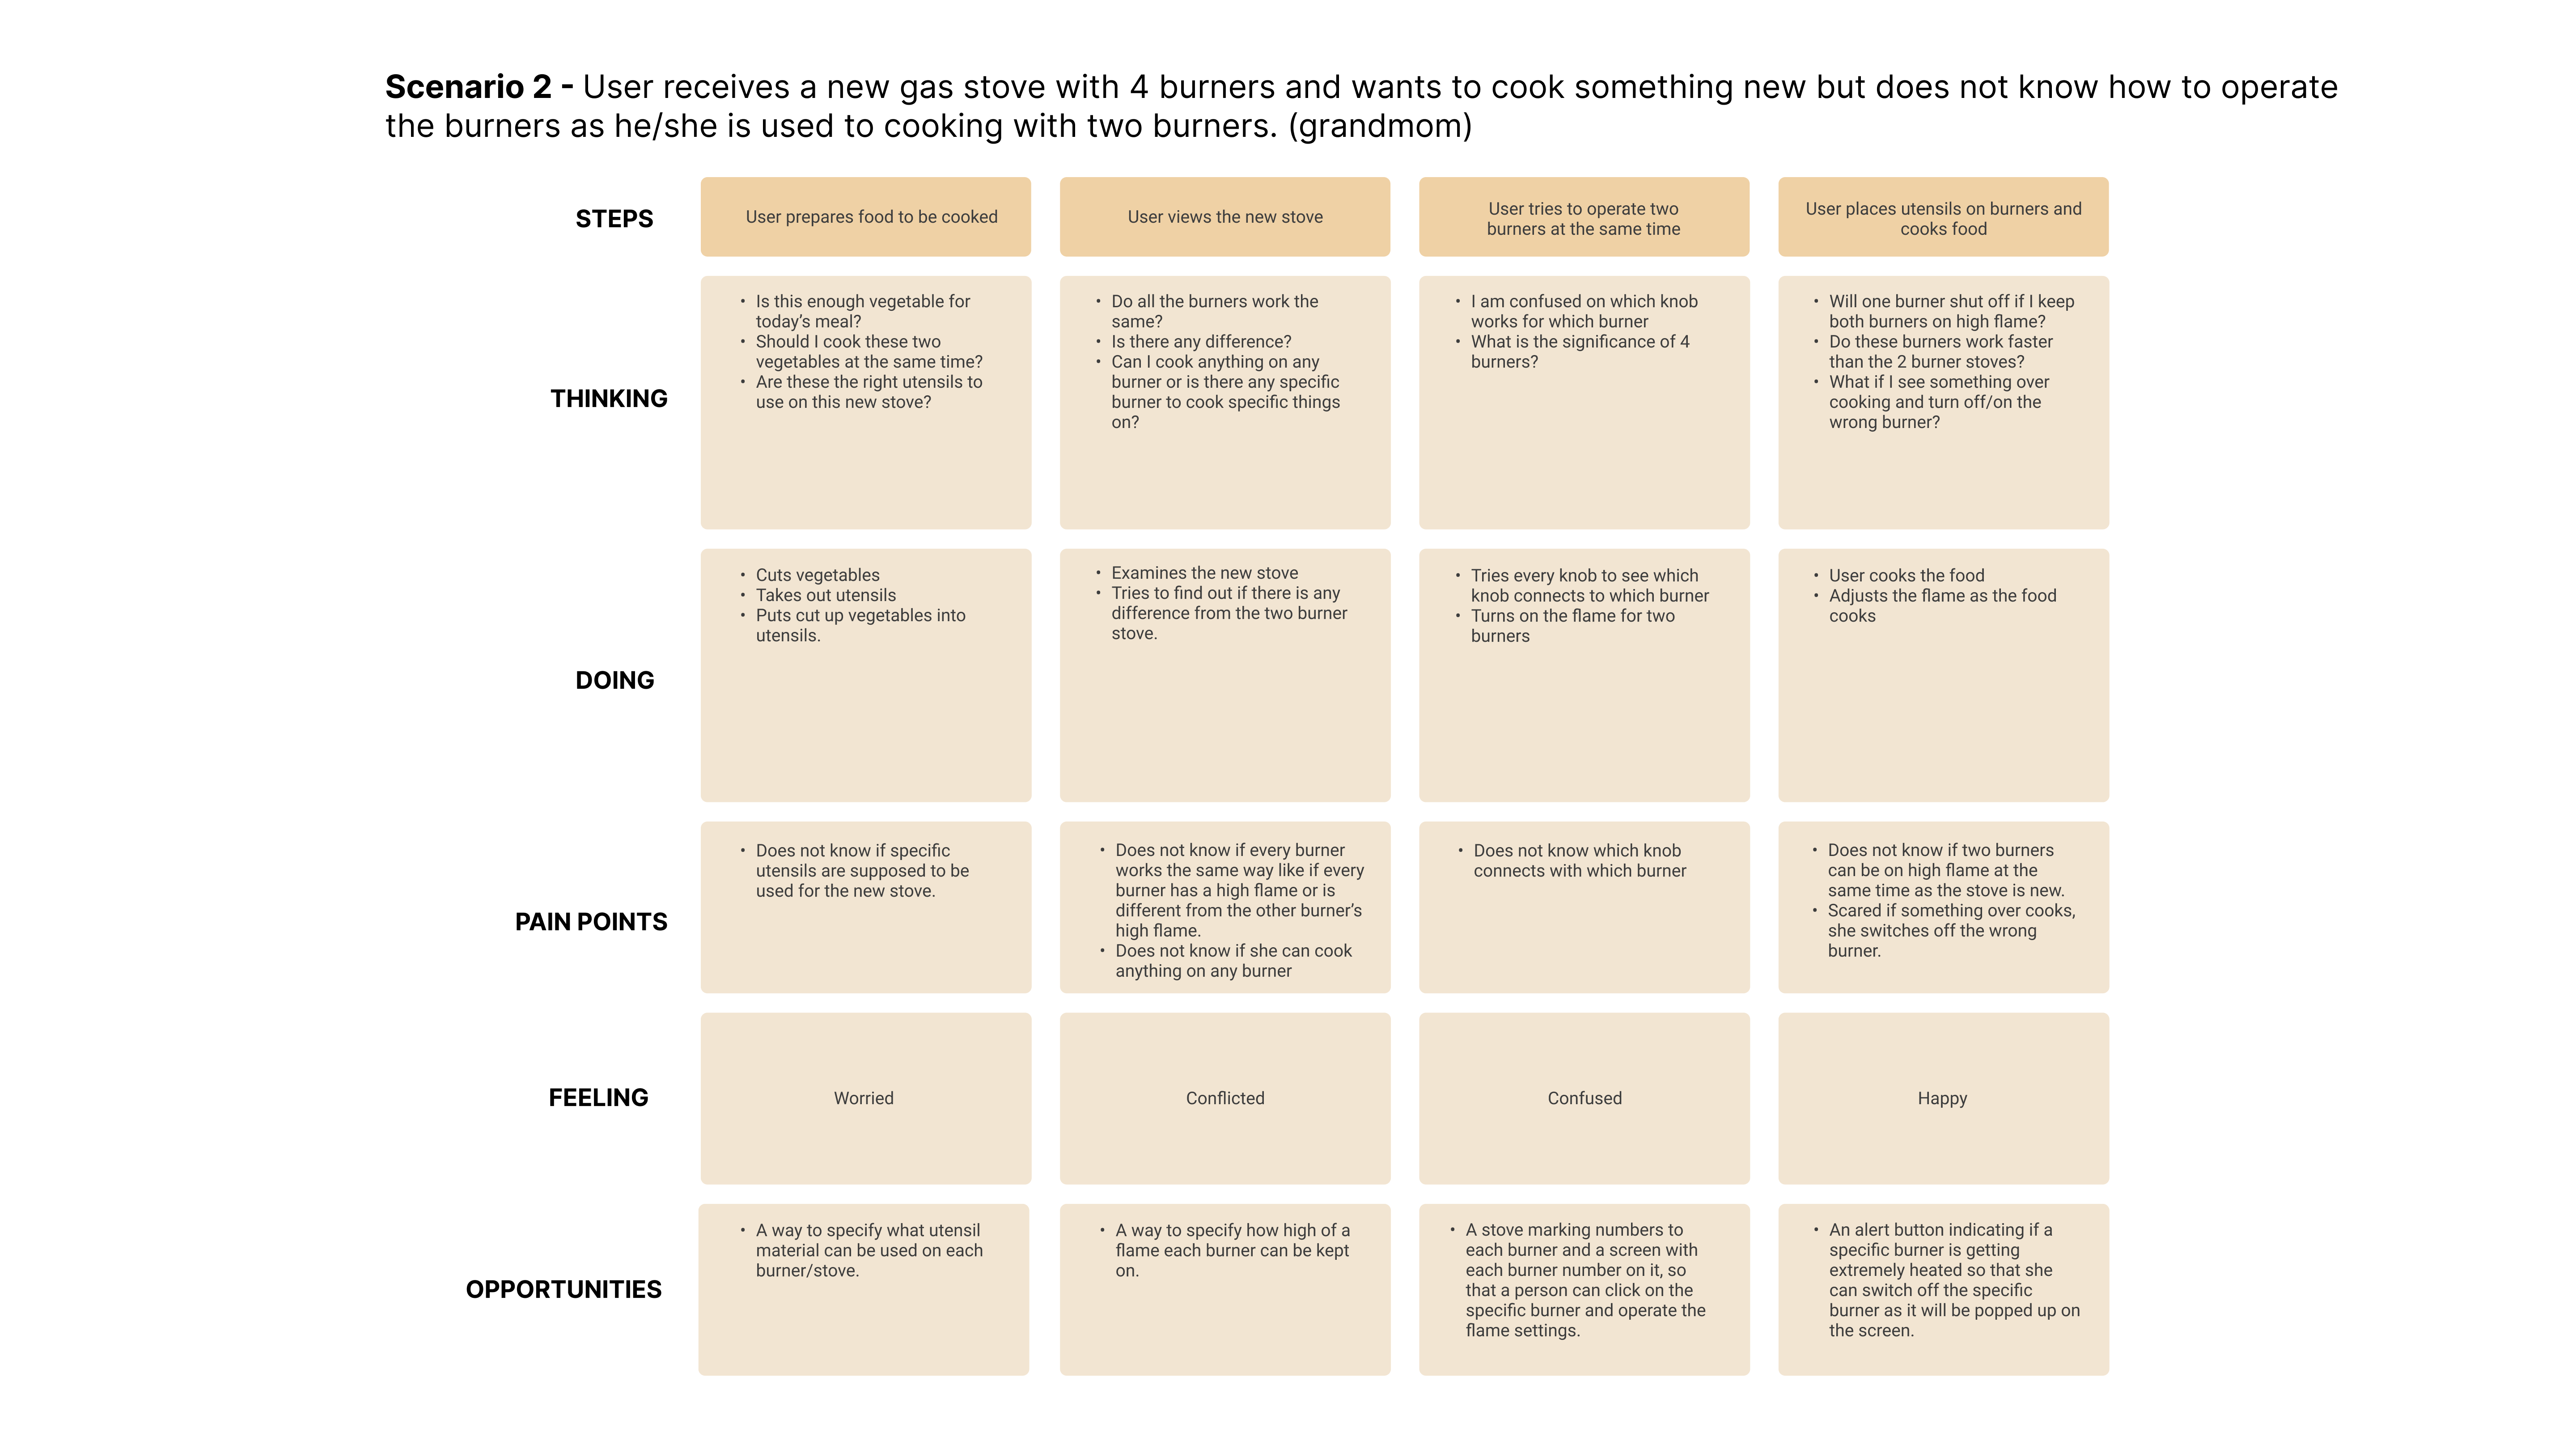 Scenario 2 - User receives a new gas stove with 4 burners and wants to cook something new but does not know how to operate
the burners as he/she is used to cooking with two burners. (grandmom)
STEPS
User prepares food to be cooked
User views the new stove
User tries to operate two
burners at the same time
User places utensils on burners and
cooks food
THINKING
• Is this enough vegetable for
today’s meal?
• Should I cook these two
vegetables at the same time?
• Are these the right utensils to
use on this new stove?
• Do all the burners work the
same?
• Is there any difference?
• Can I cook anything on any
burner or is there any specific
burner to cook specific things
on?
• I am confused on which knob
works for which burner
• What is the significance of 4
burners?
• Will one burner shut off if I keep
both burners on high flame?
• Do these burners work faster
than the 2 burner stoves?
• What if I see something over
cooking and turn off/on the
wrong burner?
DOING
• Cuts vegetables
• Takes out utensils
• Puts cut up vegetables into
utensils.
• Examines the new stove
• Tries to find out if there is any
difference from the two burner
stove.
• Tries every knob to see which
knob connects to which burner
• Turns on the flame for two
burners
• User cooks the food
• Adjusts the flame as the food
cooks
PAIN POINTS
• Does not know if specific
utensils are supposed to be
used for the new stove.
• Does not know if every burner
works the same way like if every
burner has a high flame or is
different from the other burner’s
high flame.
• Does not know if she can cook
anything on any burner
• Does not know which knob
connects with which burner
• Does not know if two burners
can be on high flame at the
same time as the stove is new.
• Scared if something over cooks,
she switches off the wrong
burner.
FEELING
Worried
Conflicted
Confused
Happy
OPPORTUNITIES
• A way to specify what utensil
material can be used on each
burner/stove.
• A way to specify how high of a
flame each burner can be kept
on.
• A stove marking numbers to
each burner and a screen with
each burner number on it, so
that a person can click on the
specific burner and operate the
flame settings.
• An alert button indicating if a
specific burner is getting
extremely heated so that she
can switch off the specific
burner as it will be popped up on
the screen.